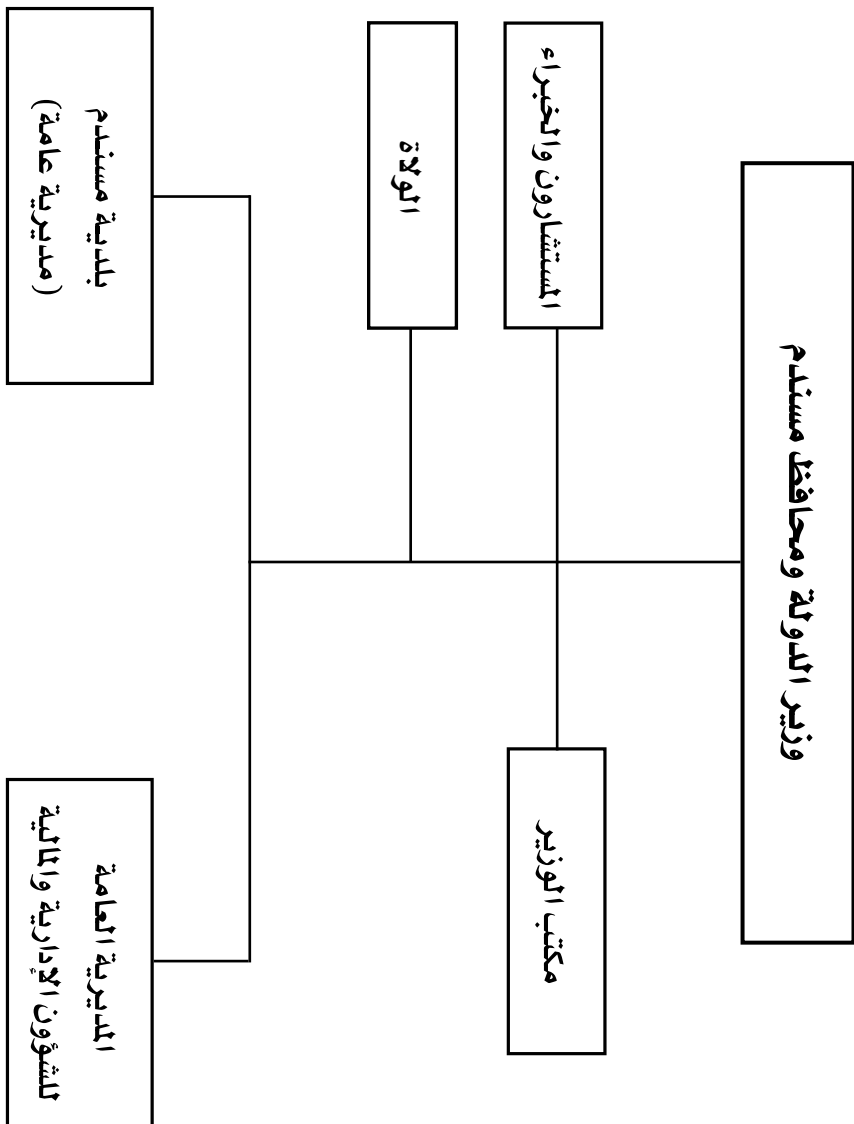 وزير الدولة ومحافظ مسندم
المستشارون والخبراء
مكتب الوزير
الولاة
بلدية مسندم
(مديرية عامة)
المديرية العامة
للشؤون الإدارية والمالية